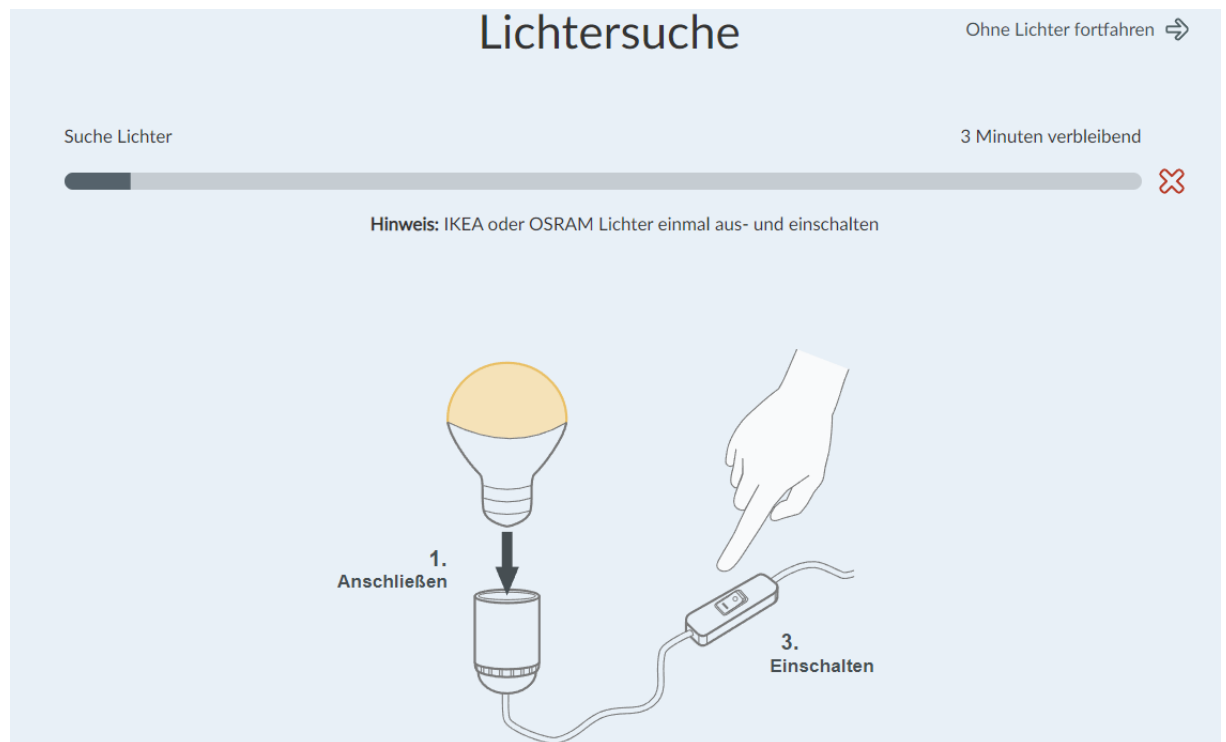 Lichtersuche
Ohne Lichter fortfahren
Suche Lichter
3 Minuten verbleibend
Hinweis: IKEA oder OSRAM Lichter einmal aus- und einschalten
1.
Anschließen
3.
Einschalten